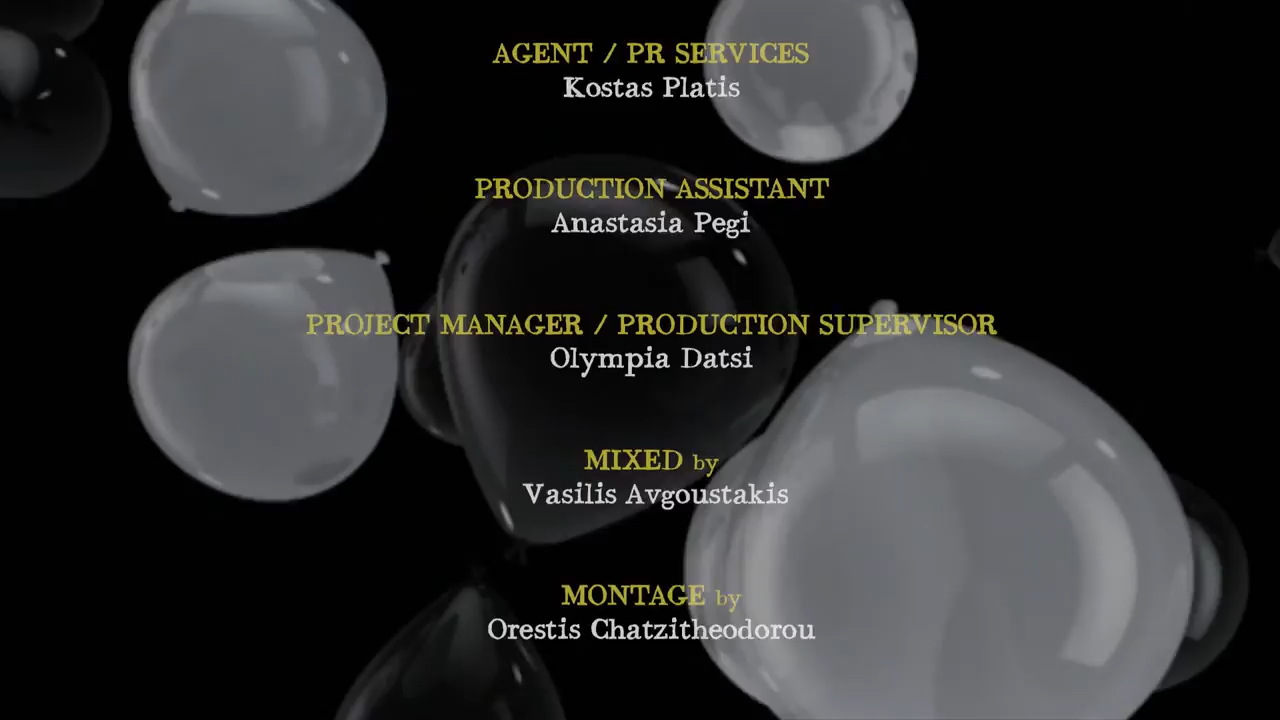 AGENT / PR SERVICES
Kostas Platis
PRODUCTION ASSISTANT
Anastasia Pegi
PROJECT MANAGER / PRODUCTION SUPERVISOR
Olympia Datsi
MIXED by
Vasilis Avgoustakis
MONTAGE by
Orestis Chatzitheodorou